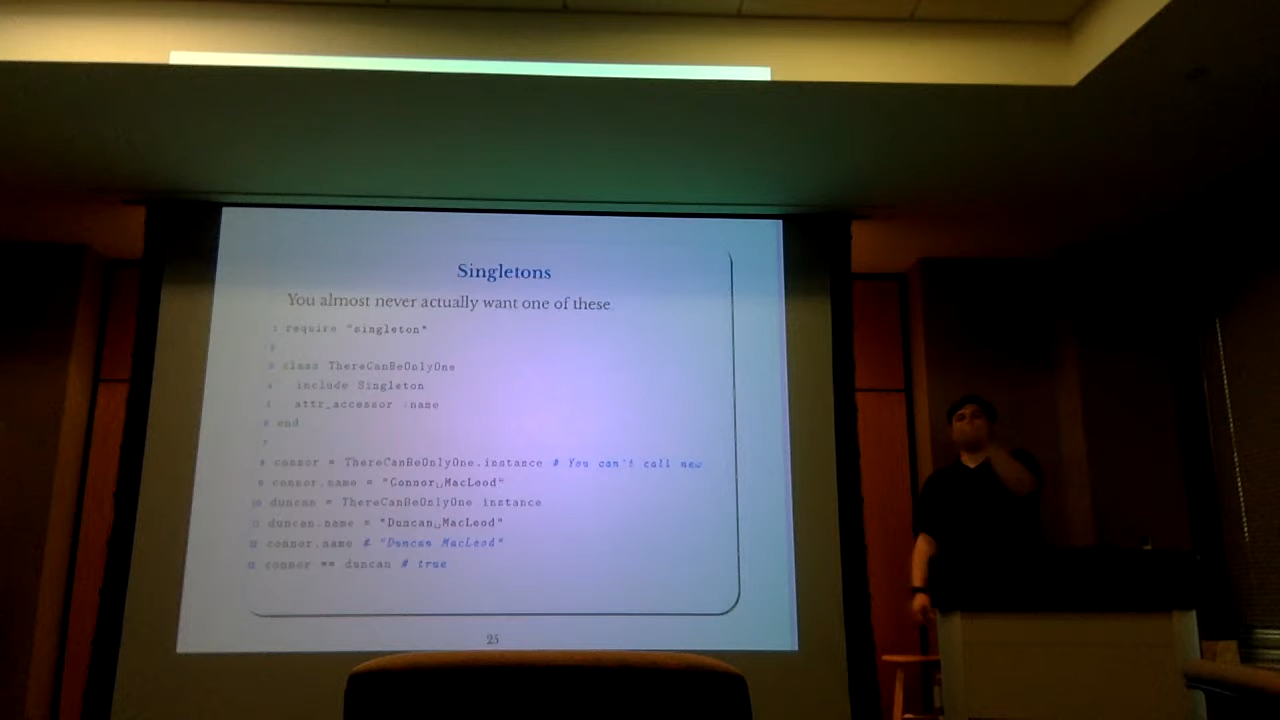 Singletons
You almost never actually want one of these
1 require "singleton"
2
3 class ThereCanBeOnlyOne
4 include Singleton
5 attr_accessor :name
6 end
7
8 connor = ThereCanBeOnlyOne.instance # You can't call new
9 connor.name = "Connor␣MacLeod"
10 duncan = ThereCanBeOnlyOne.instance
11 duncan.name = "Duncan␣MacLeod"
12 connor.name # "Duncan MacLeod"
13 connor == duncan # true
25